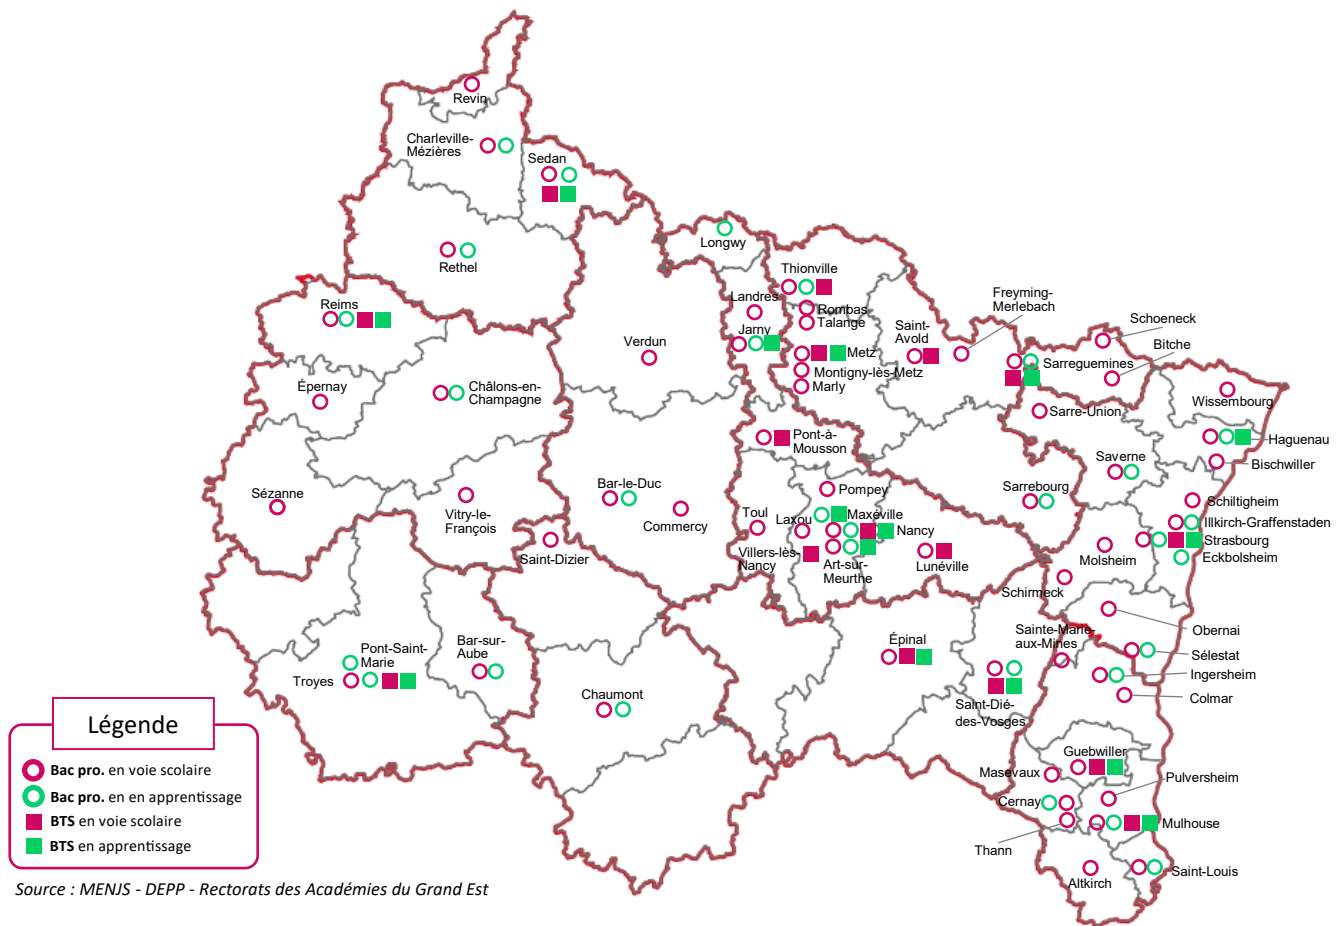 Revin
Charleville-
Mézières
Sedan
Rethel
Longwy
Thionville
Reims
Landres
Rombas
Talange
Freyming-
Merlebach
Schoeneck
Saint-
Avold
Bitche
Jarny
Verdun
Metz
Sarreguemines
Montigny-lès-Metz
Marly
Épernay
Châlons-en-
Champagne
Wissembourg
Sarre-Union
Pont-à-
Mousson
Haguenau
Saverne
Bischwiller
Bar-le-Duc
Pompey
Sarrebourg
Sézanne
Schiltigheim
Vitry-le-
François
Commercy
Toul
Laxou
Maxéville
Nancy
Illkirch-Graffenstaden
Strasbourg
Saint-Dizier
Villers-lès-
Nancy
Art-sur-
Meurthe
Lunéville
Molsheim
Eckbolsheim
Schirmeck
Obernai
Sainte-Marie-
aux-Mines
Épinal
Sélestat
Pont-Saint-
Marie
Bar-sur-
Aube
Ingersheim
Troyes
Colmar
Chaumont
Saint-Dié-
des-Vosges
Guebwiller
Masevaux
Pulversheim
Cernay
Mulhouse
Thann
Saint-Louis
Altkirch
Légende
Bac pro. en voie scolaire
Bac pro. en en apprentissage
BTS en voie scolaire
BTS en apprentissage
Source : MENJS - DEPP - Rectorats des Académies du Grand Est